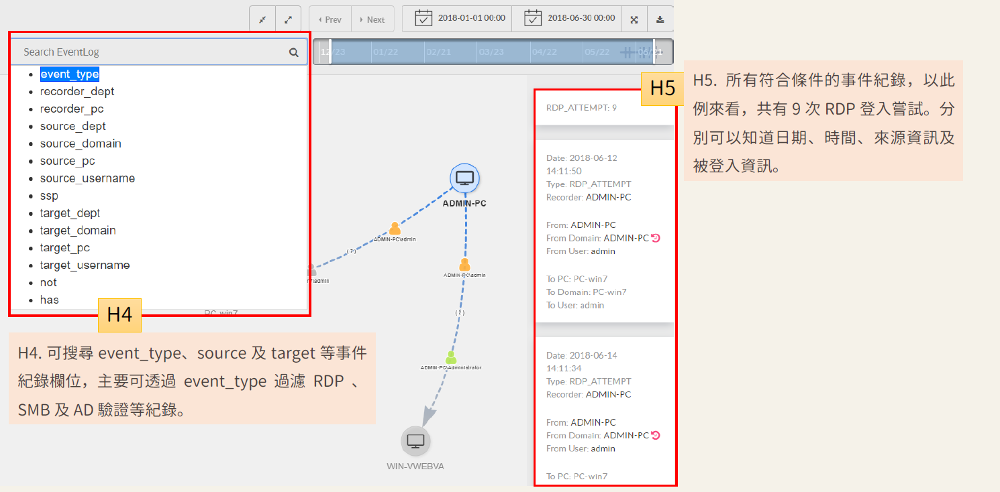 Prev
Next
2018-01-01 00:00
2018-06-30 00:00
Search EventLog
12/23
01/22
02/21
03/23
04/22
05/22
06/21
event_type
recorder_dept
recorder_pc
source_dept
source_domain
source_pc
source_username
ssp
target_dept
target_domain
target_pc
target_username
not
has
PC-win7
H4
H4. 可搜尋 event_type、source 及 target 等事件
紀錄欄位，主要可透過 event_type 過濾 RDP 、
SMB 及 AD 驗證等紀錄。
ADMIN-PC
ADMIN-PC\admin
( 7 )
\admin
ADMIN-PC\admin
( 2 )
ADMIN-PC\Administrator
WIN-VWEBVA
H5
RDP_ATTEMPT: 9
Date: 2018-06-12
14:11:50
Type: RDP_ATTEMPT
Recorder: ADMIN-PC
From: ADMIN-PC
From Domain: ADMIN-PC
From User: admin
To PC: PC-win7
To Domain: PC-win7
To User: admin
Date: 2018-06-14
14:11:34
Type: RDP_ATTEMPT
Recorder: ADMIN-PC
From: ADMIN-PC
From Domain: ADMIN-PC
From User: admin
To PC: PC-win7
H5. 所有符合條件的事件紀錄，以此
例來看，共有 9 次 RDP 登入嘗試。分
別可以知道日期、時間、來源資訊及
被登入資訊。